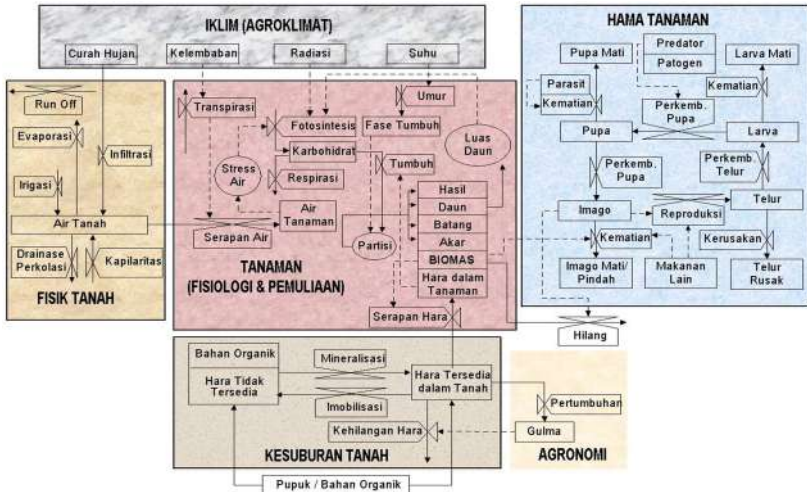 IKLIM (AGROKLIMAT)
Curah Hujan
Kelembaban
Radiasi
Suhu
Run Off
Evaporasi
Infiltrasi
Irigasi
Air Tanah
Drainase
Perkolasi
Kapilaritas
FISIK TANAH
Transpirasi
Umur
Fotosintesis
Fase Tumbuh
Luas
Daun
Karbohidrat
Tumbuh
Stress
Air
Respirasi
Hasil
Daun
Batang
Akar
BIOMAS
Hara dalam
Tanaman
Air
Tanaman
Serapan Air
Partisi
TANAMAN
(FISIOLOGI & PEMULIAAN)
Serapan Hara
HAMA TANAMAN
Pupa Mati
Predator
Patogen
Larva Mati
Parasit
Kematian
Kematian
Perkemb.
Pupa
Pupa
Larva
Perkemb.
Pupa
Perkemb.
Telur
Imago
Reproduksi
Telur
Kematian
Kerusakan
Imago Mati/
Pindah
Makanan
Lain
Telur
Rusak
Hilang
Bahan Organik
Hara Tidak
Tersedia
Mineralisasi
Imobilisasi
Hara Tersedia
dalam Tanah
Kehilangan Hara
KESUBURAN TANAH
Pertumbuhan
Gulma
AGRONOMI
Pupuk / Bahan Organik